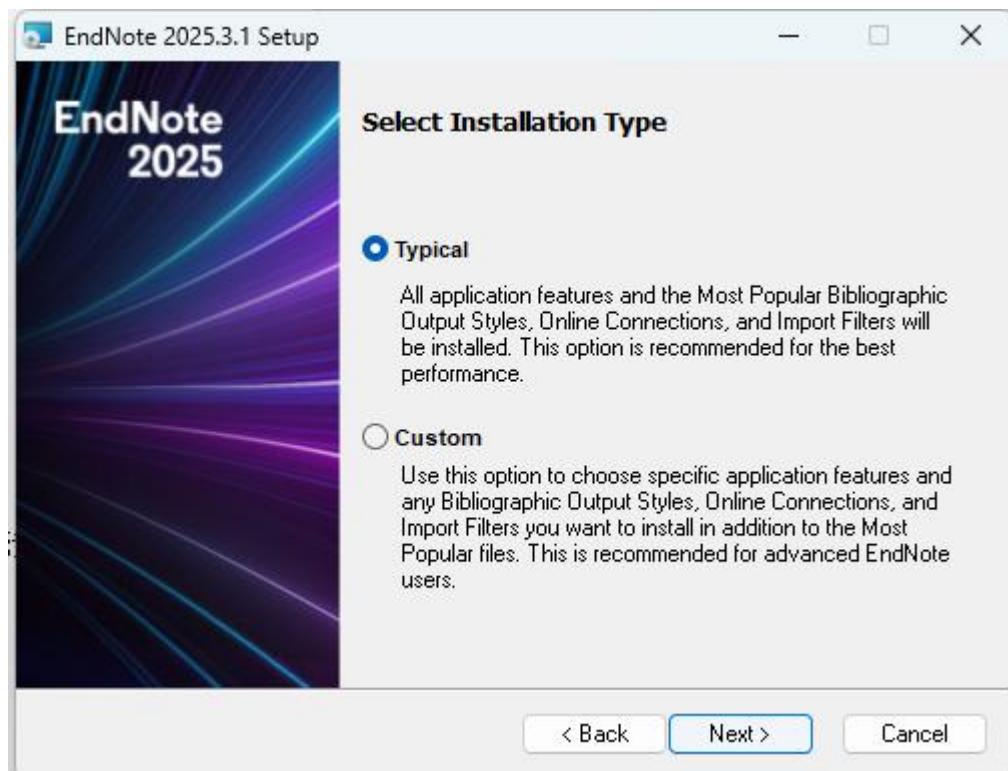 EndNote 2025.3.1 Setup
EndNote
2025
Select Installation Type
Typical
All application features and the Most Popular Bibliographic
Output Styles, Online Connections, and Import Filters will
be installed. This option is recommended for the best
performance.
Custom
Use this option to choose specific application features and
any Bibliographic Output Styles, Online Connections, and
Import Filters you want to install in addition to the Most
Popular files. This is recommended for advanced EndNote
users.
< Back
Next >
Cancel